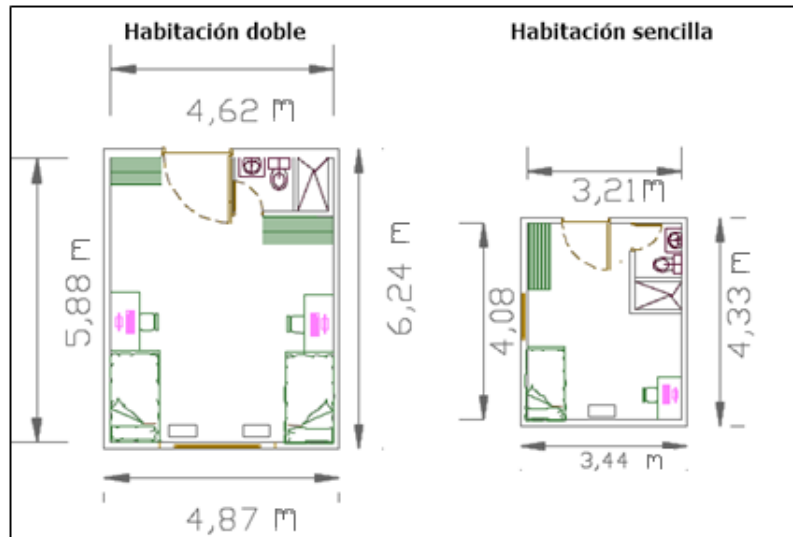 Habitación doble
4,62 m
5,88 m
6,24 m
4,87 m
Habitación sencilla
3,21 m
4,08
4,33 m
3,44 m